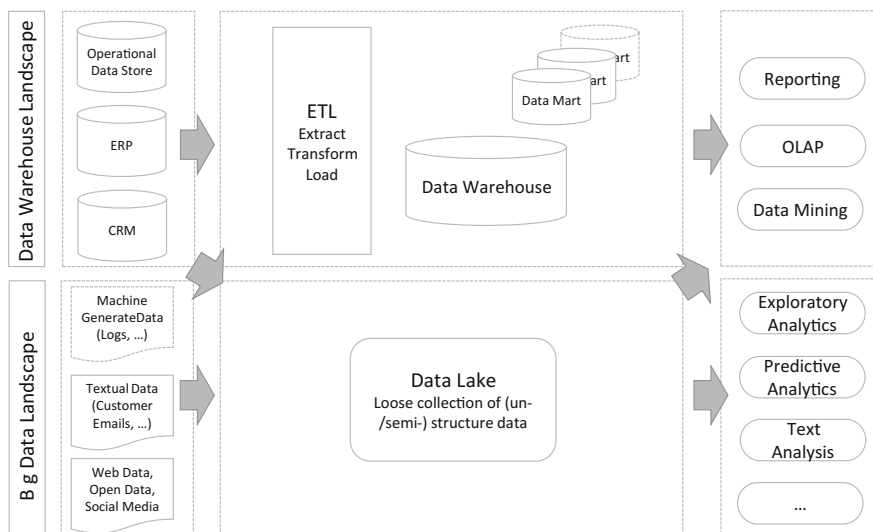 Data Warehouse Landscape
Operational
Data Store
ERP
CRM
ETL
Extract
Transform
Load
art
art
Data Mart
Data Warehouse
Reporting
OLAP
Data Mining
B g Data Landscape
Machine
GenerateData
(Logs, ...)
Textual Data
(Customer
Emails, ...)
Web Data,
Open Data,
Social Media
Data Lake
Loose collection of (un-
/semi-) structure data
Exploratory
Analytics
Predictive
Analytics
Text
Analysis
...